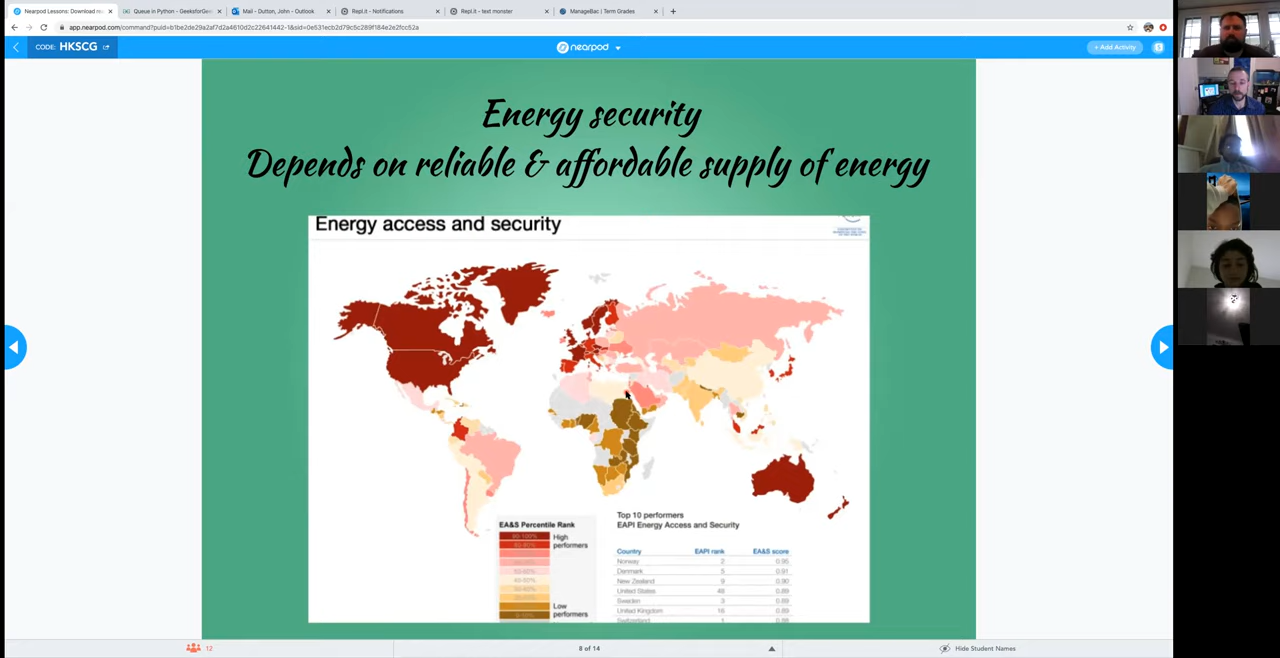 Nearpod Lessons: Download m
Queue in Python - GeeksforGe
Mail - Dutton, John - Outlook
Repl.it - Notifications
Repl.it - text monster
ManageBac | Term Grades
CODE: HKSCG
nearpod
+ Add Activity
Energy security
Depends on reliable & affordable supply of energy
Energy access and security
EA&S Percentile Rank
High
performers
Low
performers
Top 10 performers
EAPI Energy Access and Security
Country EAPI rank EA&S score
Norway 2 0.95
Denmark 5 0.91
New Zealand 9 0.90
United States 48 0.89
Sweden 3 0.89
United Kingdom 16 0.89
Switzerland 1 0.88
12
8 of 14
Hide Student Names